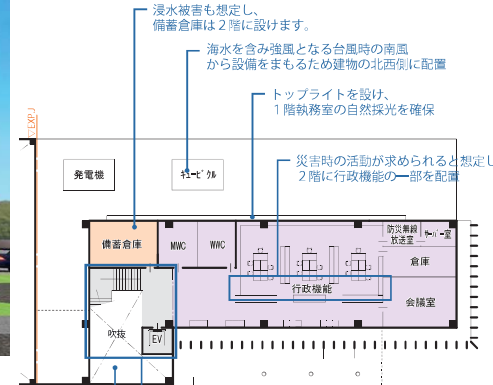 浸水被害も想定し、
備蓄倉庫は２階に設けます。
海水を含み強風となる台風時の南風
から設備をまもるため建物の北西側に配置
トップライトを設け、
１階執務室の自然採光を確保
災害時の活動が求められると想定し
２階に行政機能の一部を配置
EXP.J
発電機
ｷｭｰﾋﾞｸﾙ
備蓄倉庫
MWC
WWC
防災無線
放送室
ｻｰﾊﾞｰ室
倉庫
行政機能
会議室
吹抜
EV